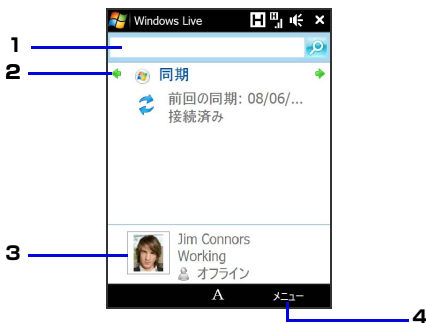 Windows Live
H H
1
2
同期
前回の同期: 08/06/...
接続済み
3
Jim Connors
Working
オフライン
A メニュー
4